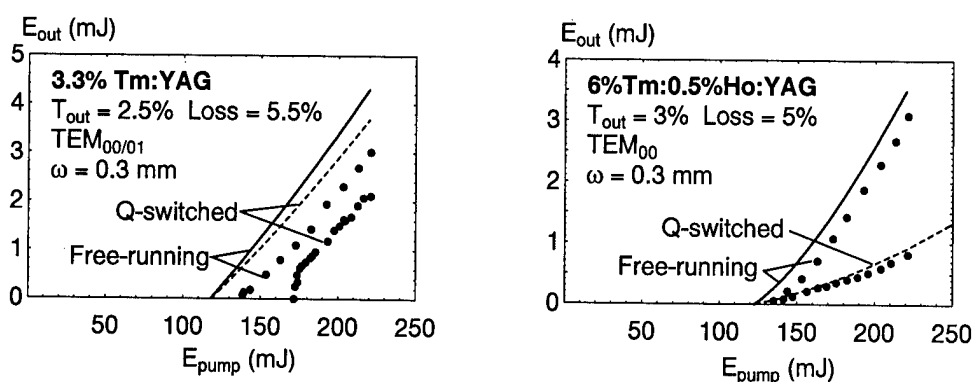 E_out (mJ)
5
4
3
2
1
0
3.3% Tm:YAG
T_out = 2.5% Loss = 5.5%
TEM_00/01
ω = 0.3 mm
Q-switched
Free-running
50 100 150 200 250
E_pump (mJ)
E_out (mJ)
4
3
2
1
0
6%Tm:0.5%Ho:YAG
T_out = 3% Loss = 5%
TEM_00
ω = 0.3 mm
Q-switched
Free-running
50 100 150 200 250
E_pump (mJ)